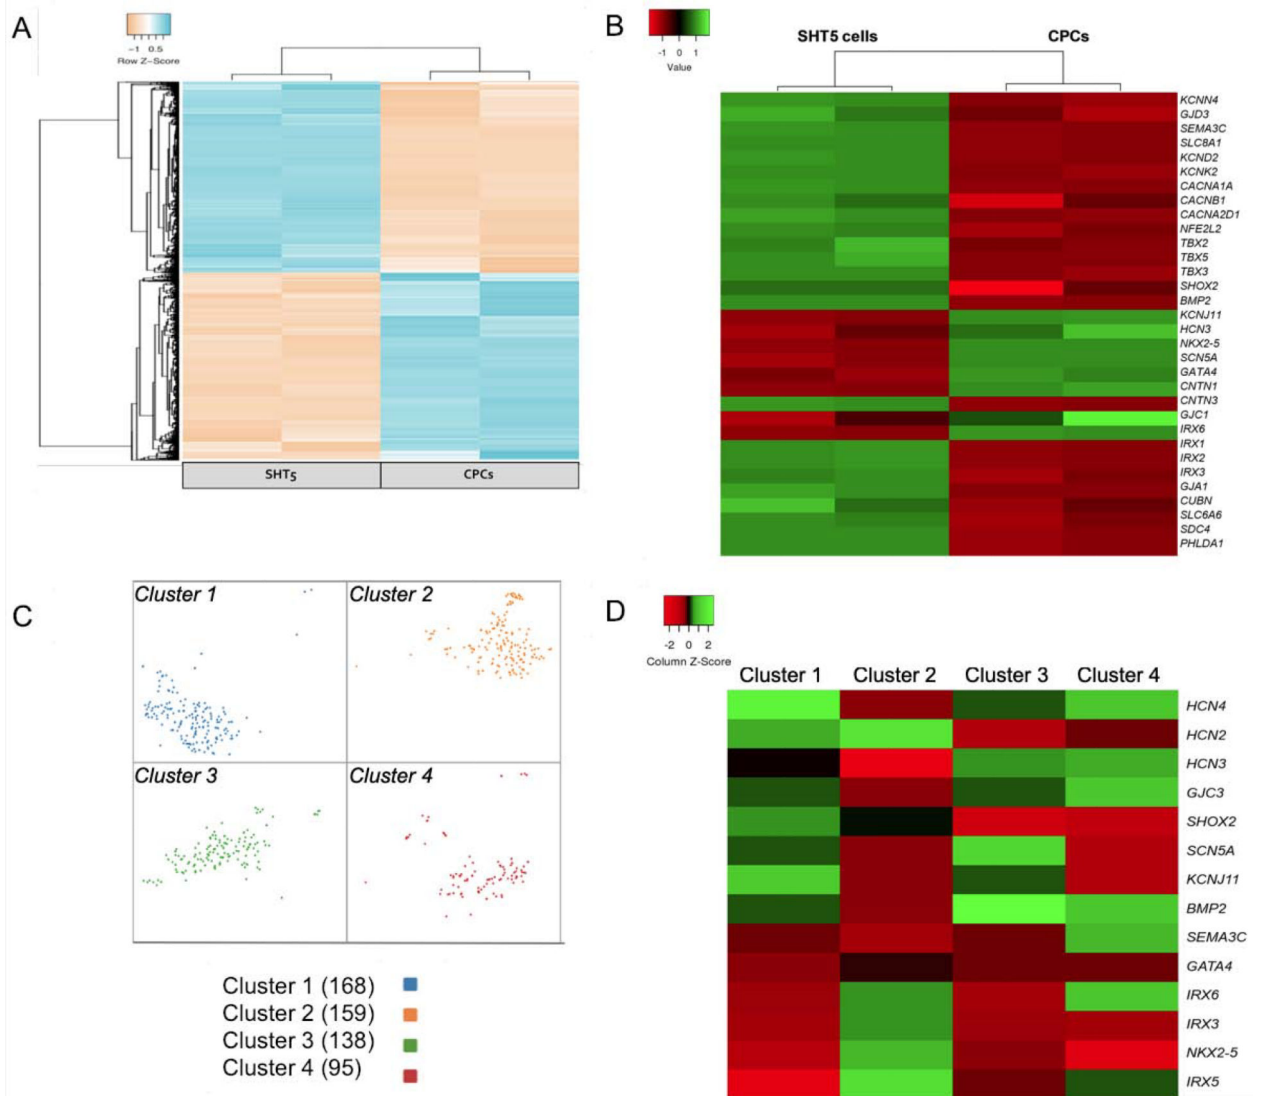 A
-1 0.5
Row Z-Score
SHT5
CPCs
B
-1 0 1
Value
SHT5 cells
CPCs
KCNN4
GJD3
SEMA3C
SLC8A1
KCND2
KCNK2
CACNA1A
CACNB1
CACNA2D1
NFE2L2
TBX2
TBX5
TBX3
SHOX2
BMP2
KCNJ11
HCN3
NKX2-5
SCN5A
GATA4
CNTN1
CNTN3
GJC1
IRX6
IRX1
IRX2
IRX3
GJA1
CUBN
SLC6A6
SDC4
PHLDA1
C
Cluster 1
Cluster 2
Cluster 3
Cluster 4
Cluster 1 (168)
Cluster 2 (159)
Cluster 3 (138)
Cluster 4 (95)
D
-2 0 2
Column Z-Score
Cluster 1 Cluster 2 Cluster 3 Cluster 4
HCN4
HCN2
HCN3
GJC3
SHOX2
SCN5A
KCNJ11
BMP2
SEMA3C
GATA4
IRX6
IRX3
NKX2-5
IRX5